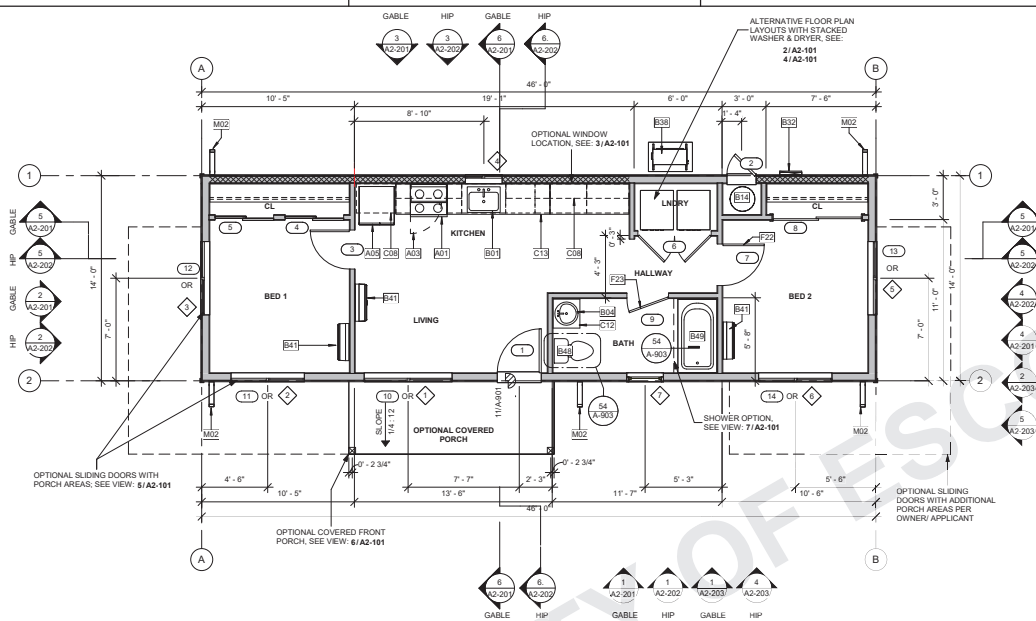 GABLE HIP GABLE HIP
3 A2-201
3 A2-202
6 A2-201
6. A2-202
ALTERNATIVE FLOOR PLAN
LAYOUTS WITH STACKED
WASHER & DRYER, SEE:
2/A2-101
4/A2-101
A
B
46' - 0"
10' - 5"
19' - 1"
6' - 0"
3' - 0"
7' - 6"
8' - 10"
1' - 4"
M02
B38
B32
M02
OPTIONAL WINDOW
LOCATION, SEE: 3/A2-101
4
2
1
1
CL
LNDRY
B14
CL
3' - 0"
5
4
KITCHEN
3
A05
C08
A03
A01
B01
C13
C08
0' - 3"
6
8
F22
7
4' - 3"
HALLWAY
F23
GABLE
5 A2-201
HIP
5 A2-202
GABLE
2 A2-201
HIP
2 A2-202
14' - 0"
7' - 0"
12
OR
3
BED 1
B41
LIVING
B41
B04
C12
9
BATH
B48
54 A-903
B49
5' - 8"
BED 2
B41
13
OR
5
11' - 0"
14' - 0"
7' - 0"
5 A2-201
5 A2-202
4 A2-202
4 A2-201
2 A2-203
5 A2-203
1
2
2
11 OR 2
10 OR 1
11/A-901
54 A-903
7
14 OR 6
M02
SLOPE
1/4 : 12
OPTIONAL COVERED
PORCH
M02
SHOWER OPTION,
SEE VIEW: 7/A2-101
M02
OPTIONAL SLIDING DOORS WITH
PORCH AREAS; SEE VIEW: 5/A2-101
0' - 2 3/4"
0' - 2 3/4"
4' - 6"
7' - 7"
2' - 3"
5' - 3"
5' - 6"
10' - 5"
13' - 6"
11' - 7"
10' - 6"
46' - 0"
OPTIONAL SLIDING
DOORS WITH ADDITIONAL
PORCH AREAS PER
OWNER/ APPLICANT
OPTIONAL COVERED FRONT
PORCH, SEE VIEW: 6/A2-101
A
B
6 A2-201
6. A2-202
1 A2-201
1 A2-202
1 A2-203
4 A2-203
GABLE HIP GABLE HIP GABLE HIP
OF ESC